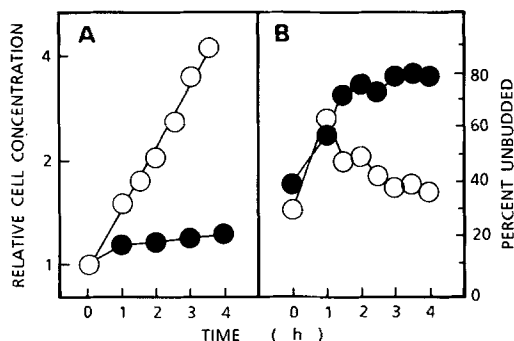 A
B
RELATIVE CELL CONCENTRATION
4
2
1
PERCENT UNBUDDED
80
60
40
20
0
0 1 2 3 4
0 1 2 3 4
TIME ( h )